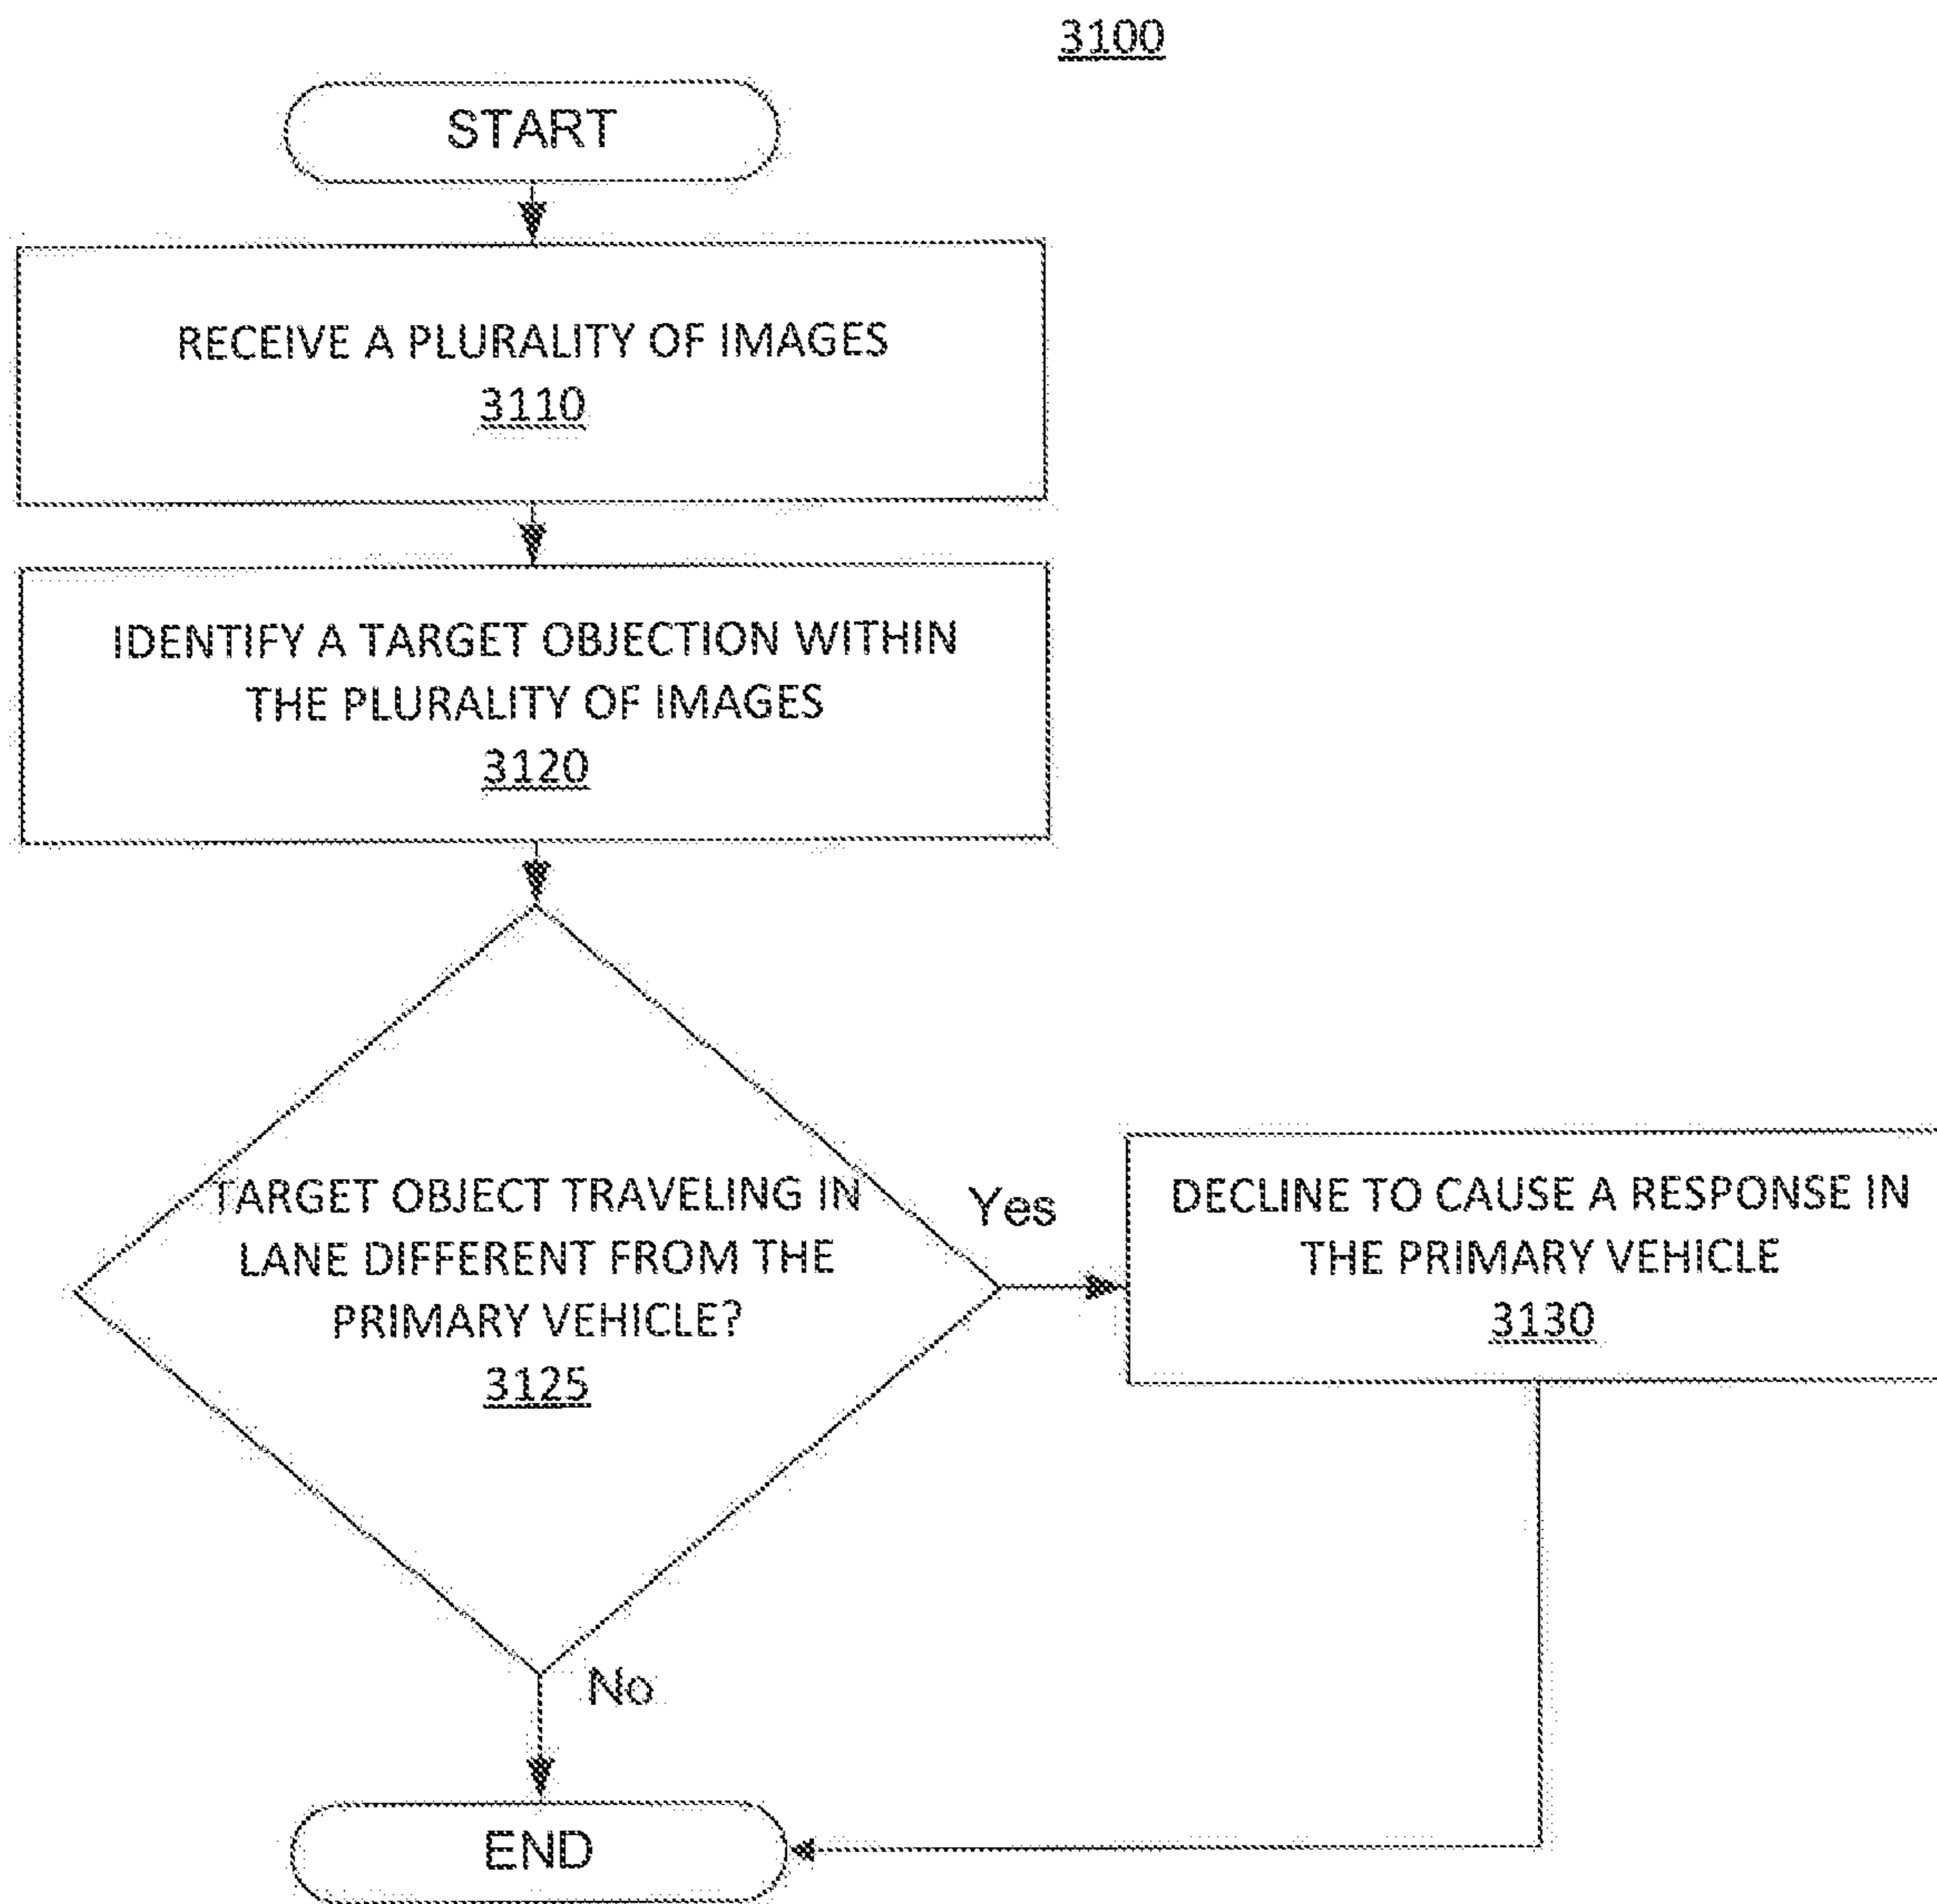 3100
START
RECEIVE A PLURALITY OF IMAGES
3110
IDENTIFY A TARGET OBJECTION WITHIN
THE PLURALITY OF IMAGES
3120
TARGET OBJECT TRAVELING IN
LANE DIFFERENT FROM THE
PRIMARY VEHICLE?
3125
Yes
DECLINE TO CAUSE A RESPONSE IN
THE PRIMARY VEHICLE
3130
No
END